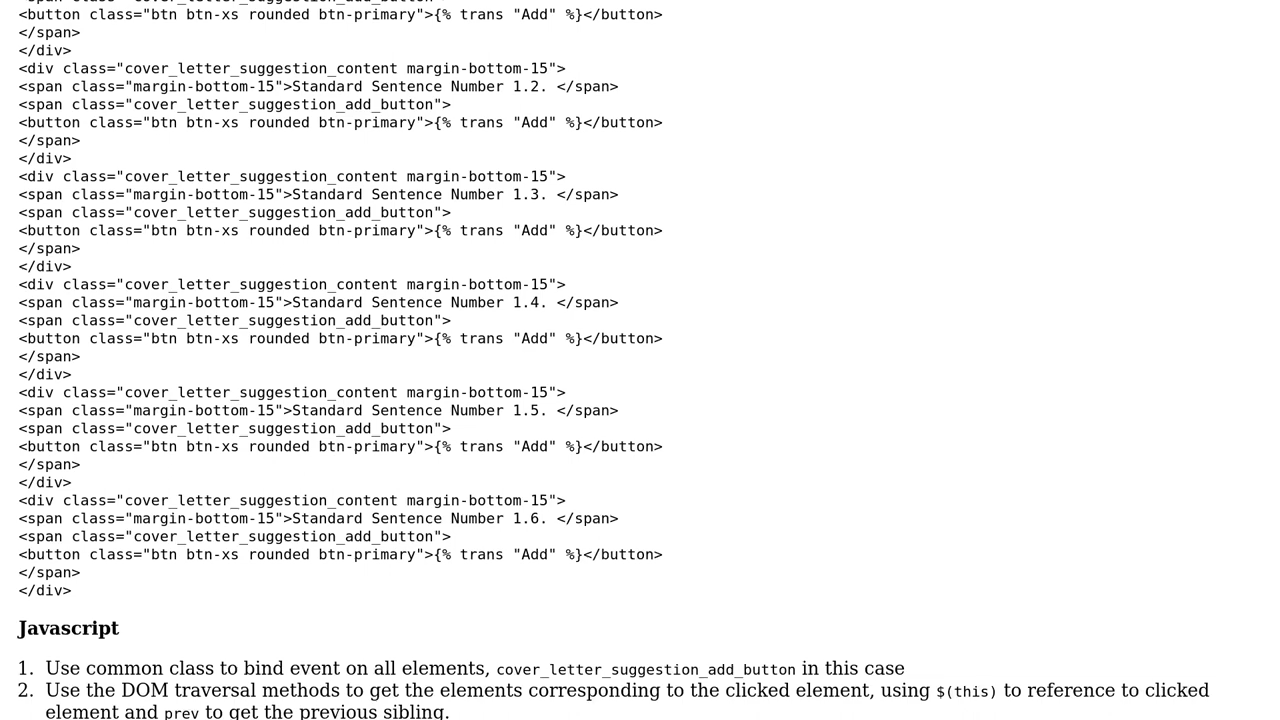 <span class="cover_letter_suggestion_add_button">
<button class="btn btn-xs rounded btn-primary">{% trans "Add" %}</button>
</span>
</div>
<div class="cover_letter_suggestion_content margin-bottom-15">
<span class="margin-bottom-15">Standard Sentence Number 1.2. </span>
<span class="cover_letter_suggestion_add_button">
<button class="btn btn-xs rounded btn-primary">{% trans "Add" %}</button>
</span>
</div>
<div class="cover_letter_suggestion_content margin-bottom-15">
<span class="margin-bottom-15">Standard Sentence Number 1.3. </span>
<span class="cover_letter_suggestion_add_button">
<button class="btn btn-xs rounded btn-primary">{% trans "Add" %}</button>
</span>
</div>
<div class="cover_letter_suggestion_content margin-bottom-15">
<span class="margin-bottom-15">Standard Sentence Number 1.4. </span>
<span class="cover_letter_suggestion_add_button">
<button class="btn btn-xs rounded btn-primary">{% trans "Add" %}</button>
</span>
</div>
<div class="cover_letter_suggestion_content margin-bottom-15">
<span class="margin-bottom-15">Standard Sentence Number 1.5. </span>
<span class="cover_letter_suggestion_add_button">
<button class="btn btn-xs rounded btn-primary">{% trans "Add" %}</button>
</span>
</div>
<div class="cover_letter_suggestion_content margin-bottom-15">
<span class="margin-bottom-15">Standard Sentence Number 1.6. </span>
<span class="cover_letter_suggestion_add_button">
<button class="btn btn-xs rounded btn-primary">{% trans "Add" %}</button>
</span>
</div>
Javascript
1. Use common class to bind event on all elements, cover_letter_suggestion_add_button in this case
2. Use the DOM traversal methods to get the elements corresponding to the clicked element, using $(this) to reference to clicked
element and prev to get the previous sibling.